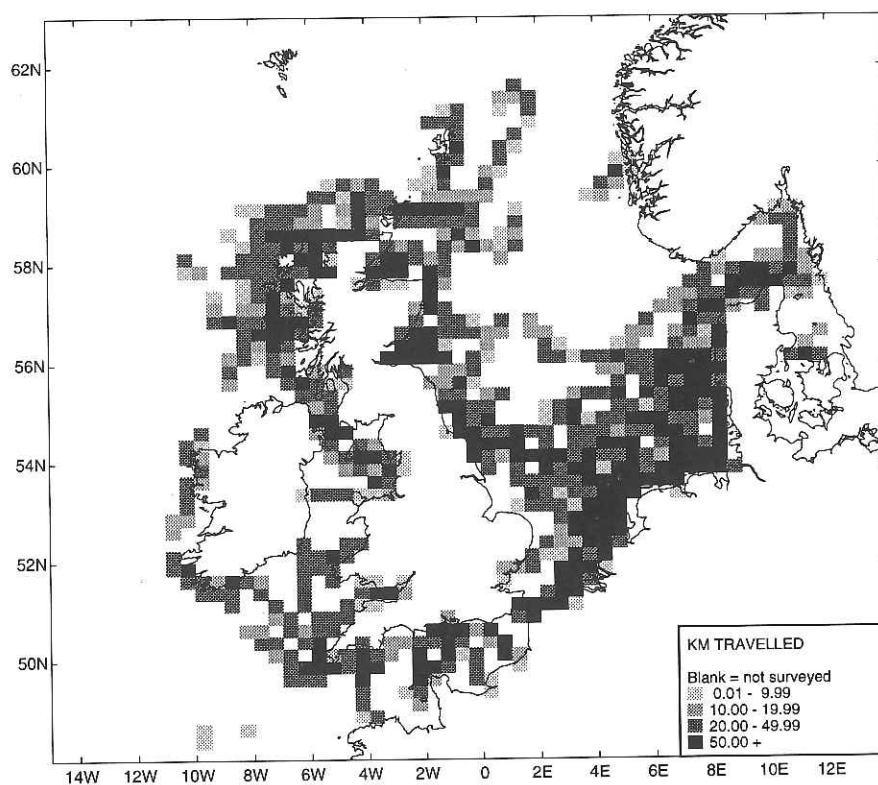 62N
60N
58N
56N
54N
52N
50N
KM TRAVELLED
Blank = not surveyed
0.01 - 9.99
10.00 - 19.99
20.00 - 49.99
50.00 +
14W 12W 10W 8W 6W 4W 2W 0 2E 4E 6E 8E 10E 12E